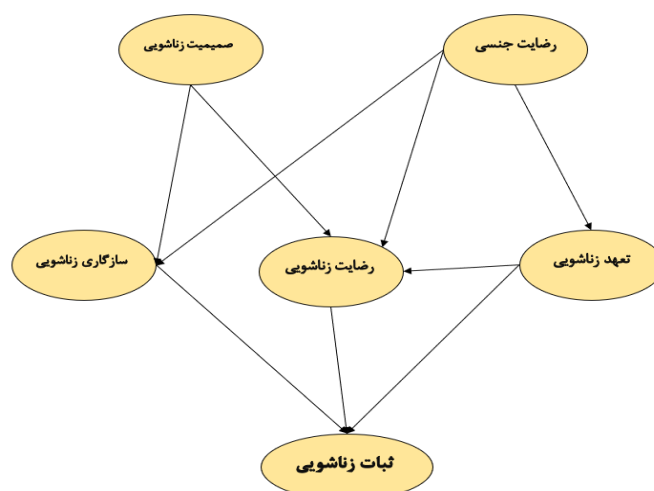 رضایت جنسی
صمیمیت زناشویی
تعهد زناشویی
رضایت زناشویی
سازگاری زناشویی
ثبات زناشویی